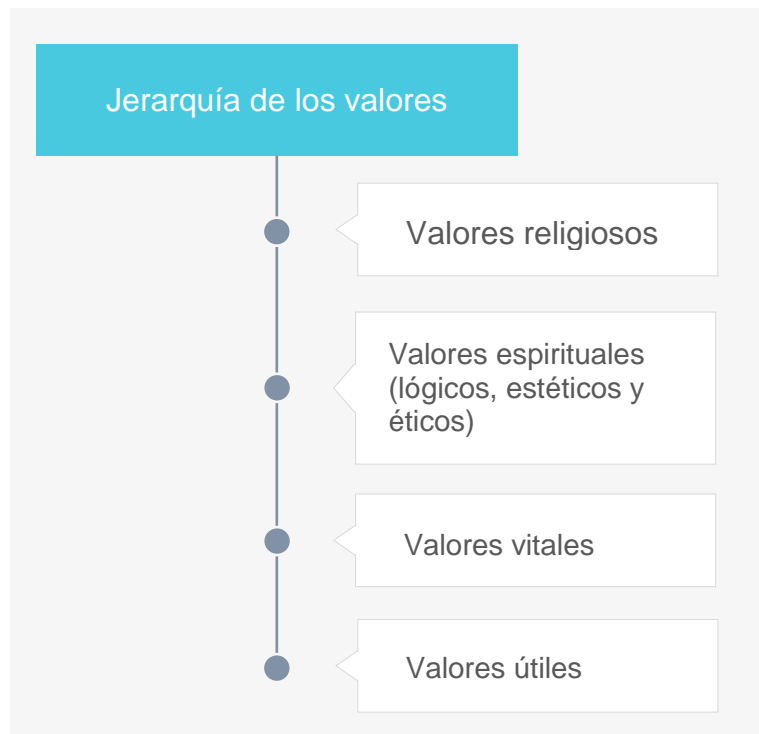 Jerarquía de los valores
Valores religiosos
Valores espirituales
(lógicos, estéticos y
éticos)
Valores vitales
Valores útiles